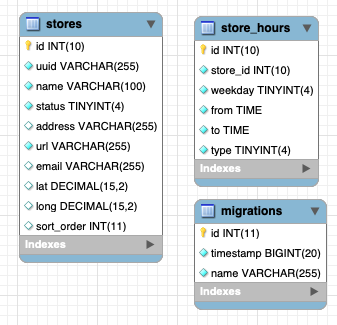 stores
id INT(10)
uuid VARCHAR(255)
name VARCHAR(100)
status TINYINT(4)
address VARCHAR(255)
url VARCHAR(255)
email VARCHAR(255)
lat DECIMAL(15,2)
long DECIMAL(15,2)
sort_order INT(11)
Indexes
store_hours
id INT(10)
store_id INT(10)
weekday TINYINT(4)
from TIME
to TIME
type TINYINT(4)
Indexes
migrations
id INT(11)
timestamp BIGINT(20)
name VARCHAR(255)
Indexes